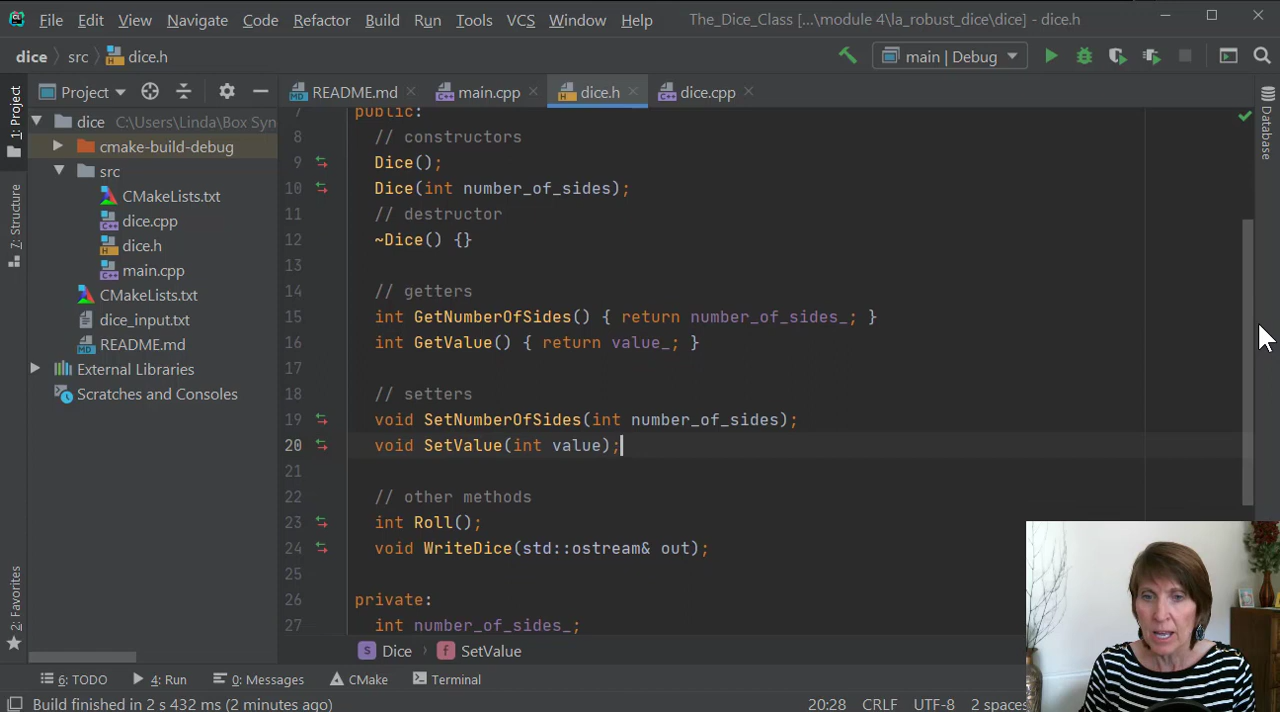 File Edit View Navigate Code Refactor Build Run Tools VCS Window Help The_Dice_Class [...\module 4\la_robust_dice\dice] - dice.h
dice src dice.h main | Debug
1: Project
Project README.md main.cpp dice.h dice.cpp
Database
dice C:\Users\Linda\Box Syn
cmake-build-debug
src
CMakeLists.txt
dice.cpp
dice.h
main.cpp
CMakeLists.txt
dice_input.txt
README.md
External Libraries
Scratches and Consoles
7: Structure
2: Favorites
7 public:
8 // constructors
9 Dice();
10 Dice(int number_of_sides);
11 // destructor
12 ~Dice() {}
13
14 // getters
15 int GetNumberOfSides() { return number_of_sides_; }
16 int GetValue() { return value_; }
17
18 // setters
19 void SetNumberOfSides(int number_of_sides);
20 void SetValue(int value);
21
22 // other methods
23 int Roll();
24 void WriteDice(std::ostream& out);
25
26 private:
27 int number_of_sides_;
S Dice f SetValue
6: TODO 4: Run 0: Messages CMake Terminal
Build finished in 2 s 432 ms (2 minutes ago) 20:28 CRLF UTF-8 2 spaces